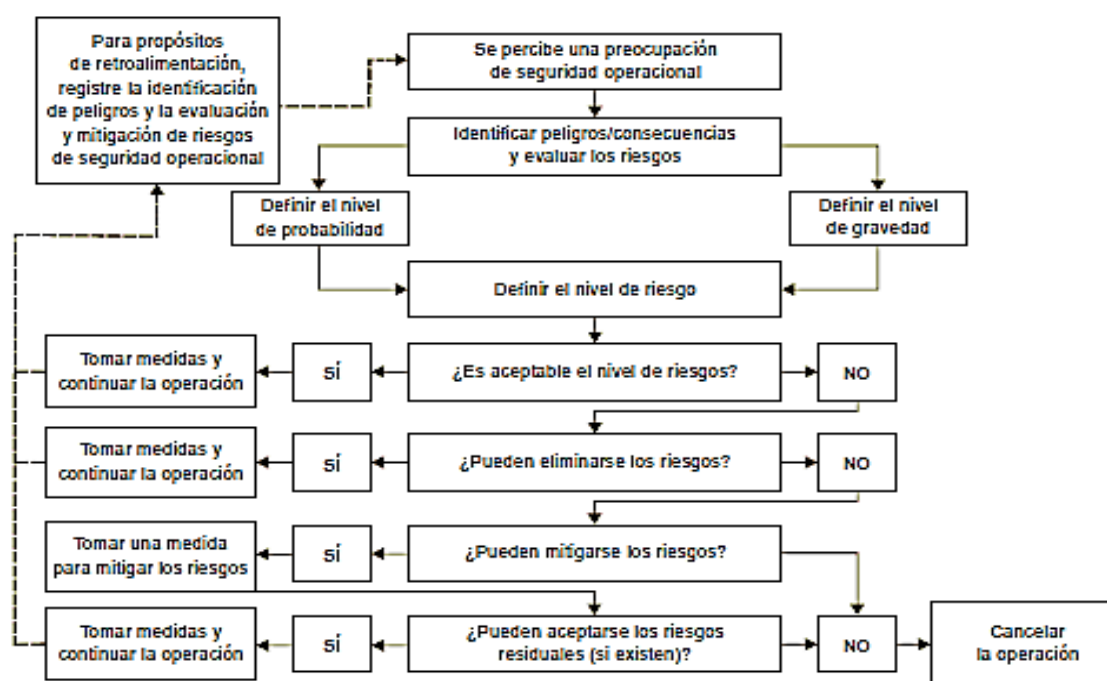 Para propósitos
de retroalimentación,
registre la identificación
de peligros y la evaluación
y mitigación de riesgos
de seguridad operacional
Se percibe una preocupación
de seguridad operacional
Identificar peligros/consecuencias
y evaluar los riesgos
Definir el nivel
de probabilidad
Definir el nivel
de gravedad
Definir el nivel de riesgo
Tomar medidas y
continuar la operación
SÍ
¿Es aceptable el nivel de riesgos?
NO
Tomar medidas y
continuar la operación
SÍ
¿Pueden eliminarse los riesgos?
NO
Tomar una medida
para mitigar los riesgos
SÍ
¿Pueden mitigarse los riesgos?
Tomar medidas y
continuar la operación
SÍ
¿Pueden aceptarse los riesgos
residuales (si existen)?
NO
Cancelar
la operación